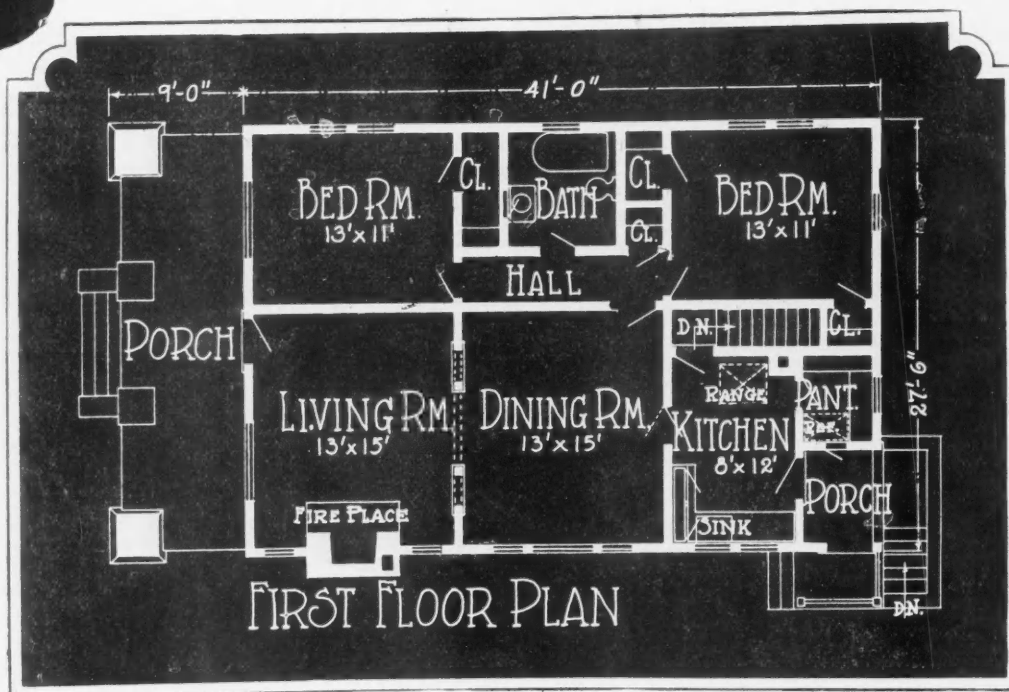 9'-0"
41'-0"
BED RM.
13'x11'
CL.
BATH
CL.
CL.
BED RM.
13'x11'
HALL
PORCH
D.N.
CL.
27'-6"
LIVING RM.
13'x15'
DINING RM.
13'x15'
RANGE
KITCHEN
8'x12'
PANT.
REF.
FIRE PLACE
SINK
PORCH
D.N.
FIRST FLOOR PLAN